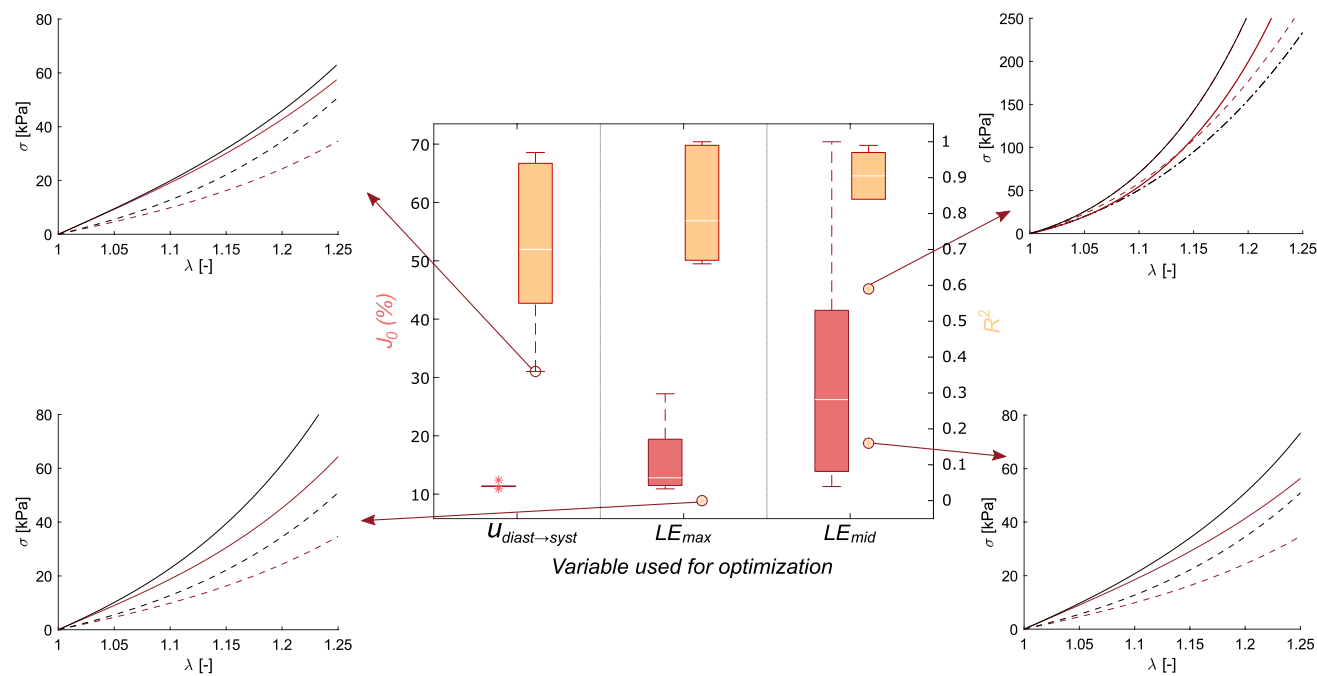 80
60
40
20
0
σ [kPa]
1 1.05 1.1 1.15 1.2 1.25
λ [-]
250
200
150
100
50
0
σ [kPa]
1 1.05 1.1 1.15 1.2 1.25
λ [-]
70
60
50
40
30
20
10
J0 (%)
1
0.9
0.8
0.7
0.6
0.5
0.4
0.3
0.2
0.1
0
R2
udiast→syst LEmax LEmid
Variable used for optimization
80
60
40
20
0
σ [kPa]
1 1.05 1.1 1.15 1.2 1.25
λ [-]
80
60
40
20
0
σ [kPa]
1 1.05 1.1 1.15 1.2 1.25
λ [-]